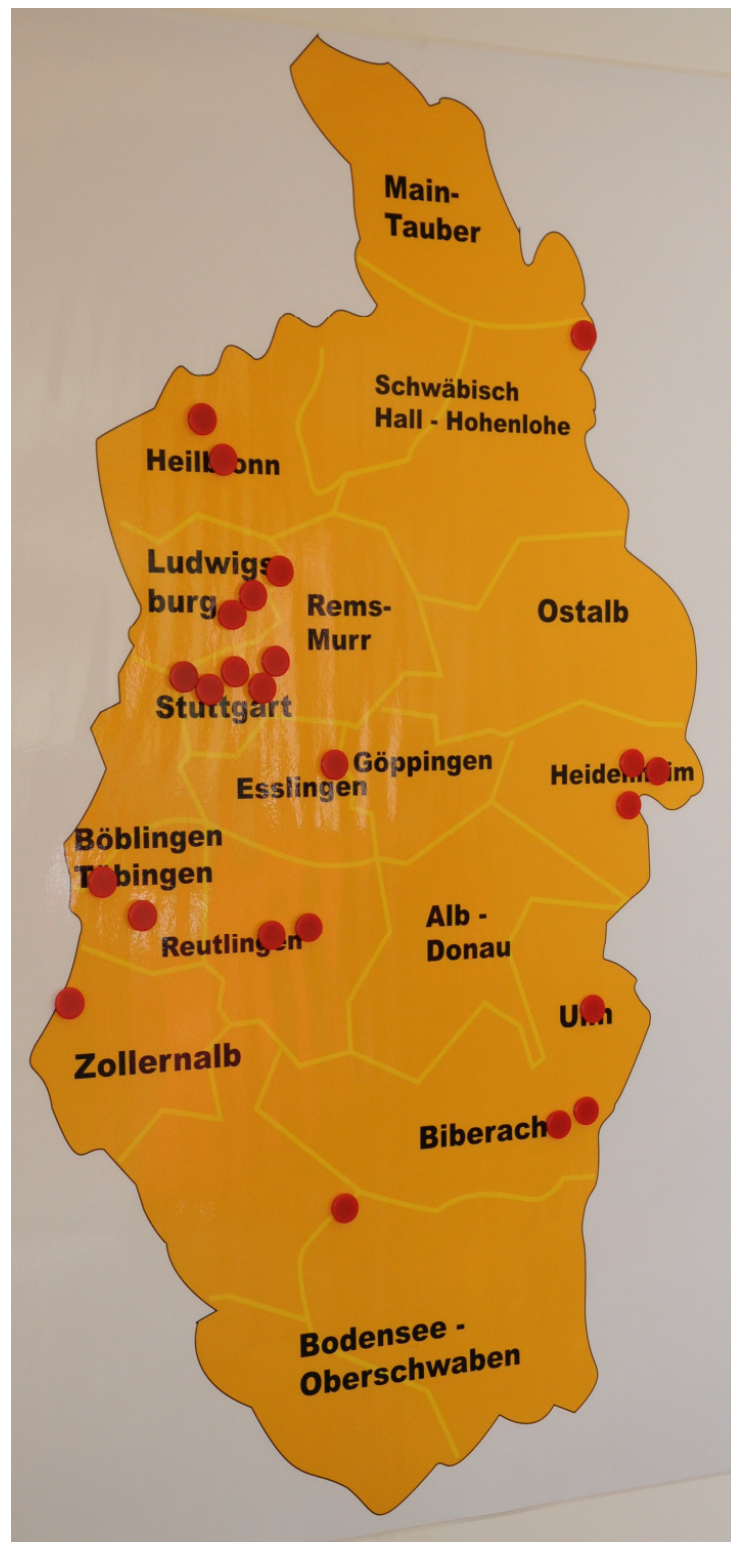 Main-
Tauber
Schwäbisch
Hall - Hohenlohe
Heilbronn
Ludwigs
burg
Rems-
Murr
Ostalb
Stuttgart
Göppingen
Esslingen
Heidenheim
Böblingen
Tübingen
Reutlingen
Alb -
Donau
Ulm
Zollernalb
Biberach
Bodensee -
Oberschwaben